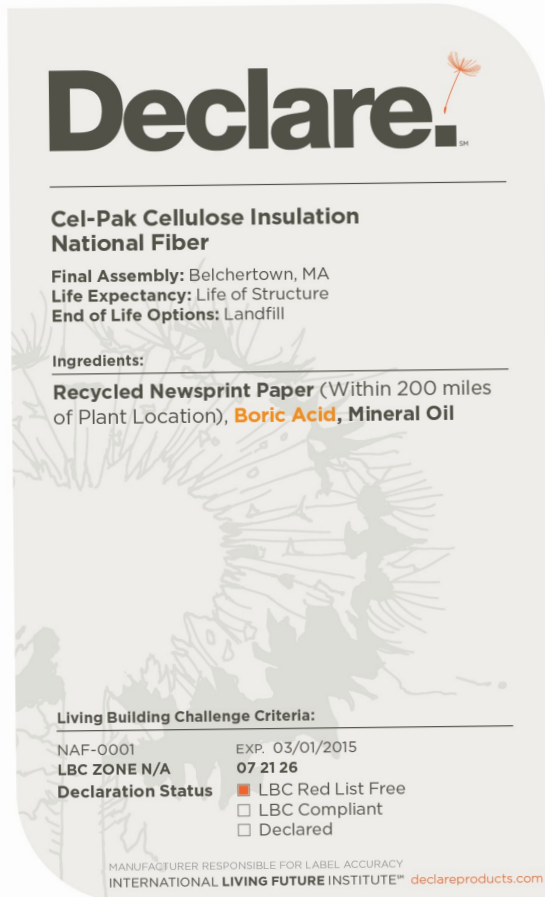 Declare.
SM
Cel-Pak Cellulose Insulation
National Fiber
Final Assembly: Belchertown, MA
Life Expectancy: Life of Structure
End of Life Options: Landfill
Ingredients:
Recycled Newsprint Paper (Within 200 miles
of Plant Location), Boric Acid, Mineral Oil
Living Building Challenge Criteria:
NAF-0001 EXP. 03/01/2015
LBC ZONE N/A 07 21 26
Declaration Status LBC Red List Free
LBC Compliant
Declared
MANUFACTURER RESPONSIBLE FOR LABEL ACCURACY
INTERNATIONAL LIVING FUTURE INSTITUTE℠ declareproducts.com